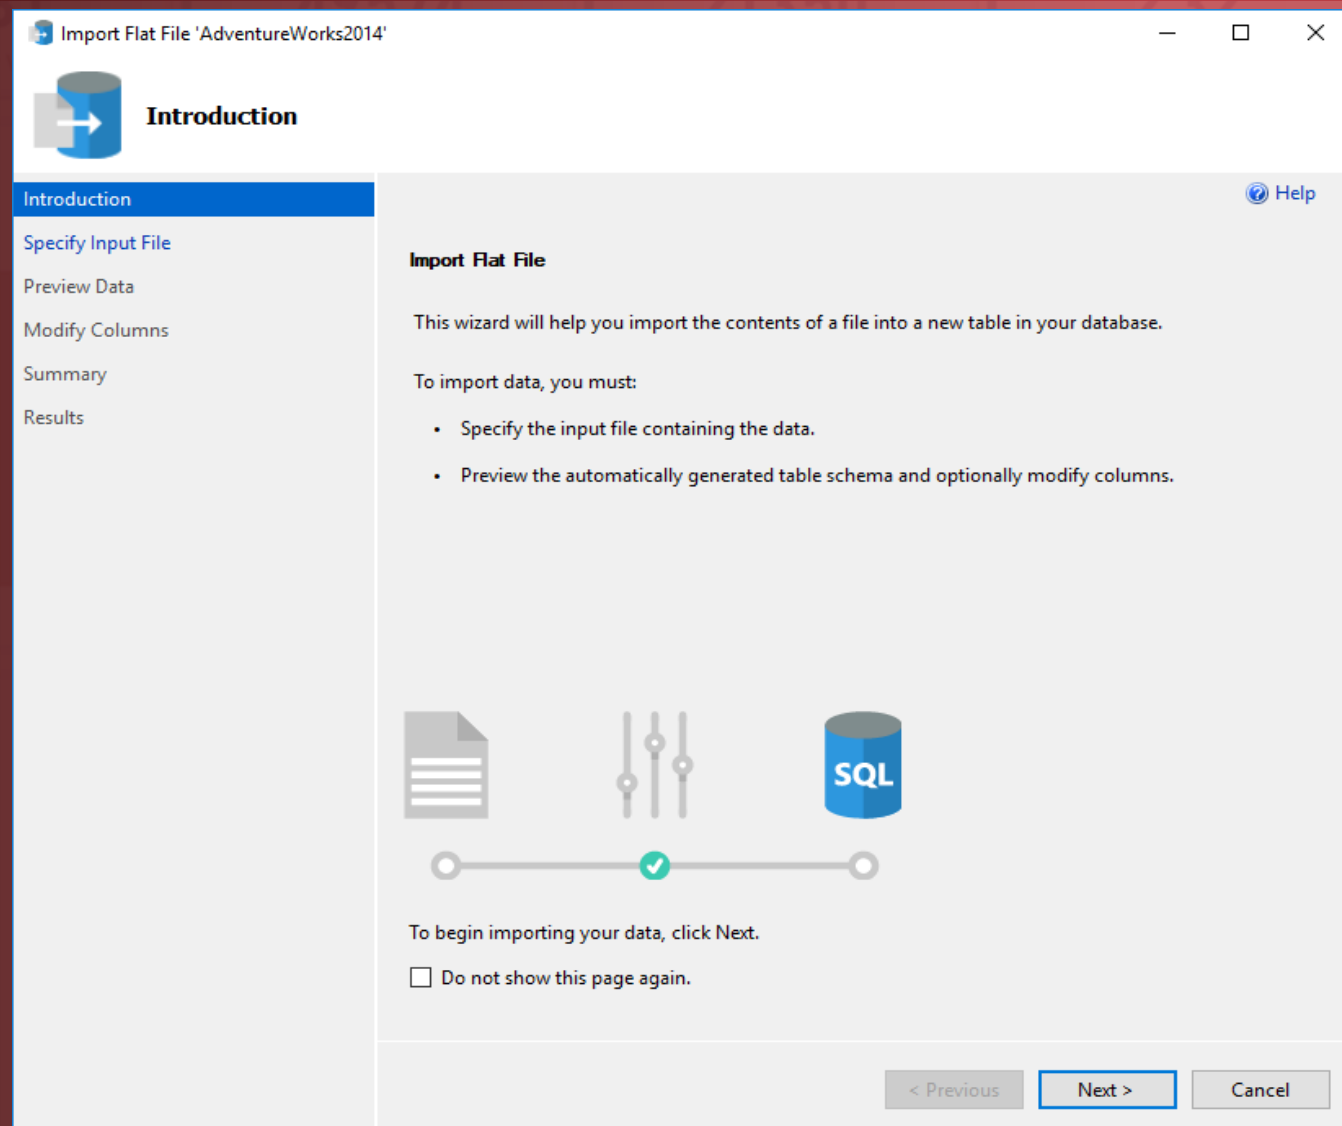 Import Flat File 'AdventureWorks2014'
Introduction
Introduction
Specify Input File
Preview Data
Modify Columns
Summary
Results
Help
Import Flat File
This wizard will help you import the contents of a file into a new table in your database.
To import data, you must:
• Specify the input file containing the data.
• Preview the automatically generated table schema and optionally modify columns.
SQL
To begin importing your data, click Next.
Do not show this page again.
< Previous
Next >
Cancel